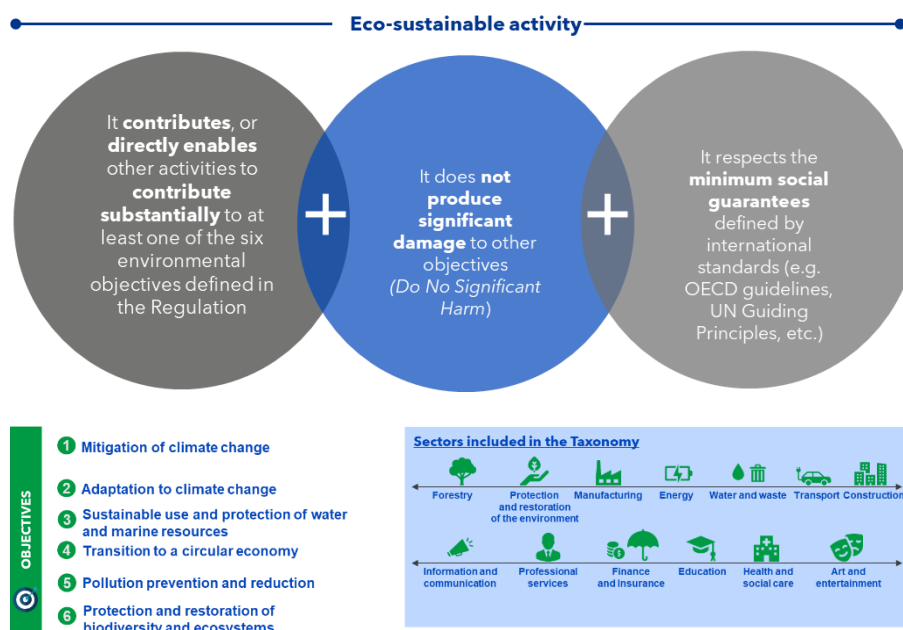 Eco-sustainable activity
It contributes, or
directly enables
other activities to
contribute
substantially to at
least one of the six
environmental
objectives defined in
the Regulation
+
It does not
produce
significant
damage to other
objectives
(Do No Significant
Harm)
+
It respects the
minimum social
guarantees
defined by
international
standards (e.g.
OECD guidelines,
UN Guiding
Principles, etc.)
OBJECTIVES
1 Mitigation of climate change
2 Adaptation to climate change
3 Sustainable use and protection of water
and marine resources
4 Transition to a circular economy
5 Pollution prevention and reduction
6 Protection and restoration of
biodiversity and ecosystems
Sectors included in the Taxonomy
Forestry
Protection
and restoration
of the environment
Manufacturing
Energy
Water and waste
Transport
Construction
Information and
communication
Professional
services
Finance
and Insurance
Education
Health and
social care
Art and
entertainment